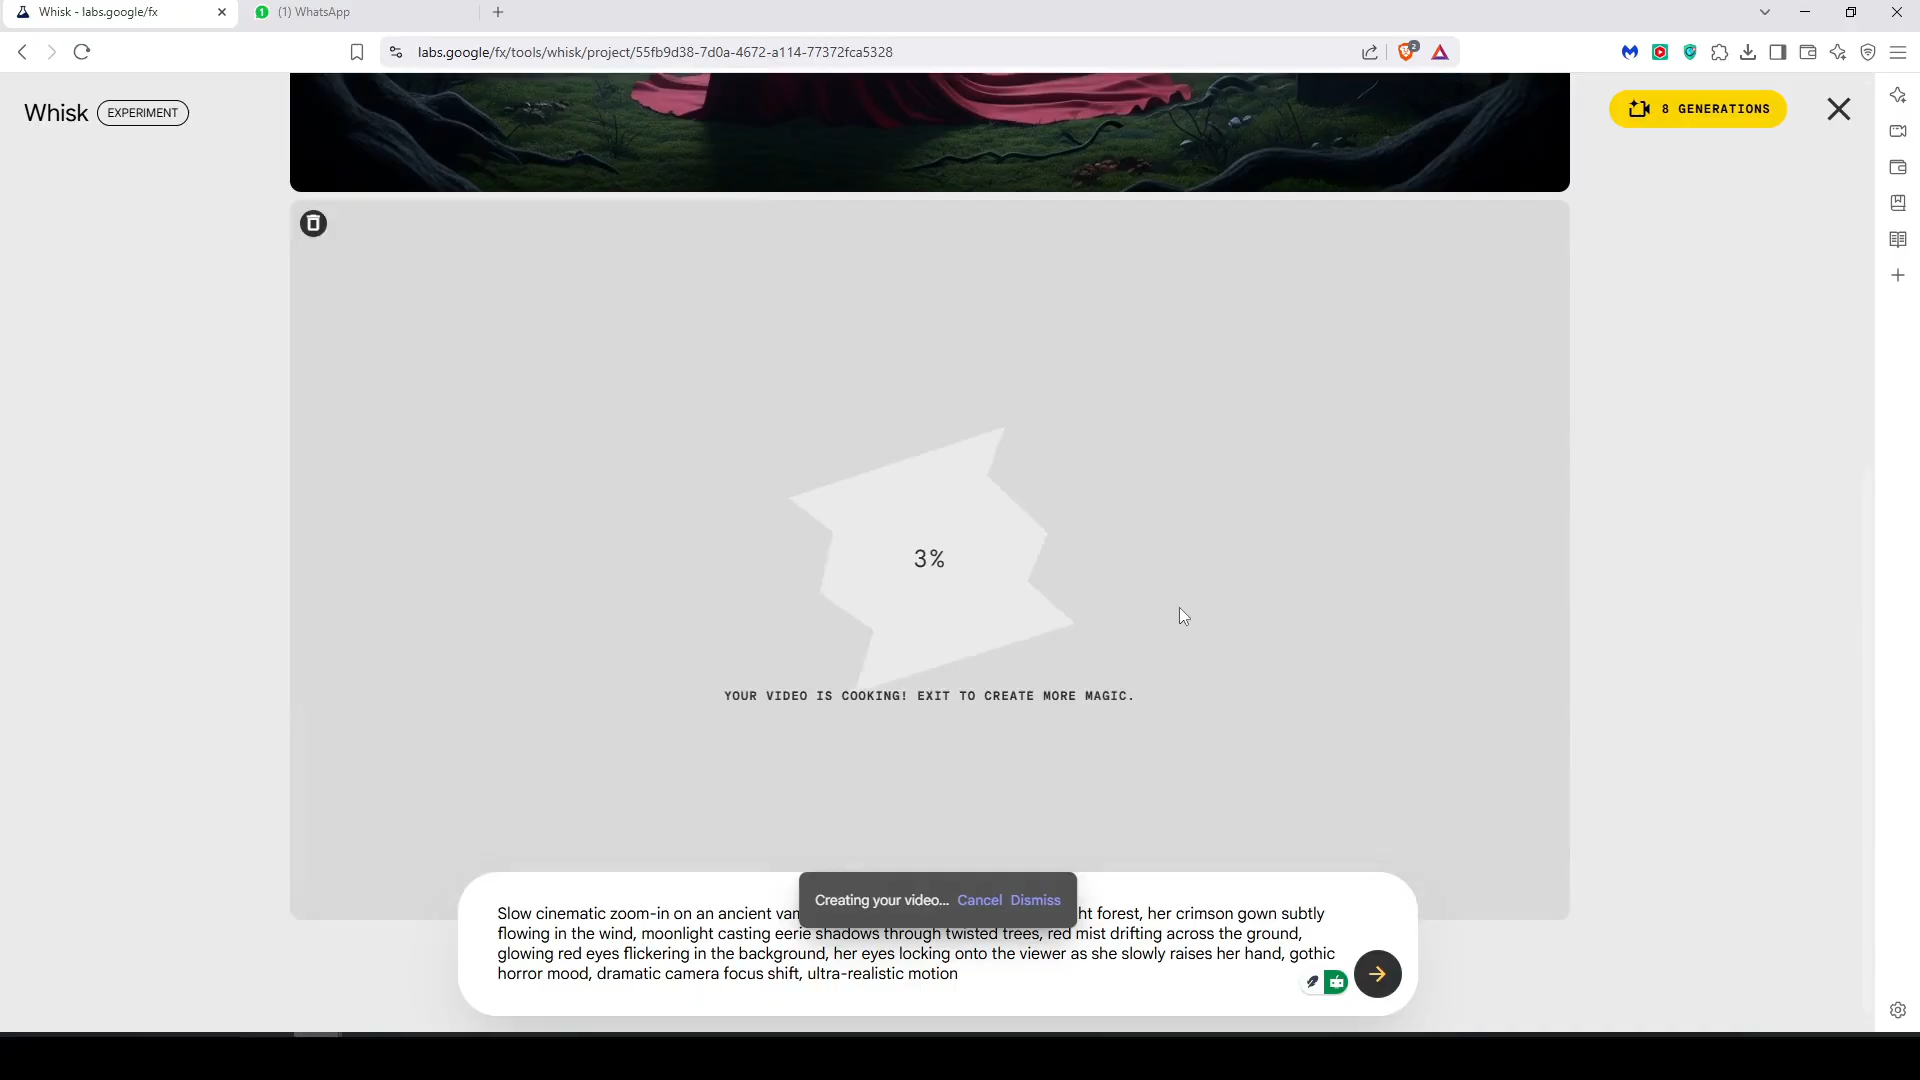 Whisk - labs.google/fx
(1) WhatsApp
labs.google/fx/tools/whisk/project/55fb9d38-7d0a-4672-a114-77372fca5328
2
Whisk EXPERIMENT
8 GENERATIONS
3%
YOUR VIDEO IS COOKING! EXIT TO CREATE MORE MAGIC.
Creating your video... Cancel Dismiss
Slow cinematic zoom-in on an ancient ht forest, her crimson gown subtly
flowing in the wind, moonlight casting eerie shadows through twisted trees, red mist drifting across the ground,
glowing red eyes flickering in the background, her eyes locking onto the viewer as she slowly raises her hand, gothic
horror mood, dramatic camera focus shift, ultra-realistic motion